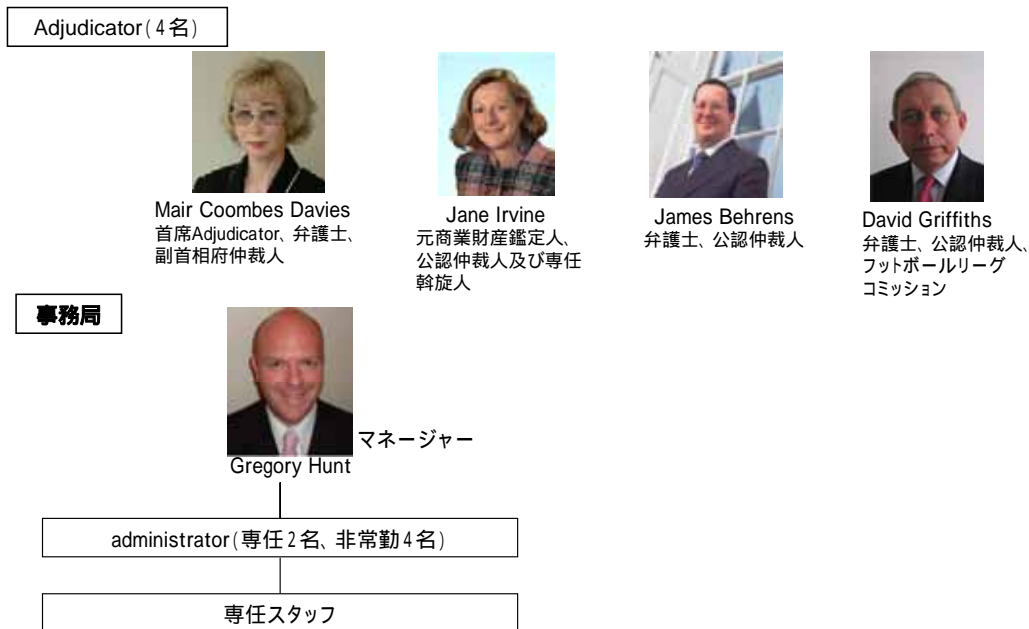 Adjudicator(4名)
Mair Coombes Davies
首席Adjudicator、弁護士、
副首相府仲裁人
Jane Irvine
元商業財産鑑定人、
公認仲裁人及び専任
斡旋人
James Behrens
弁護士、公認仲裁人
David Griffiths
弁護士、公認仲裁人、
フットボールリーグ
コミッション
事務局
マネージャー
Gregory Hunt
administrator(専任2名、非常勤4名)
専任スタッフ